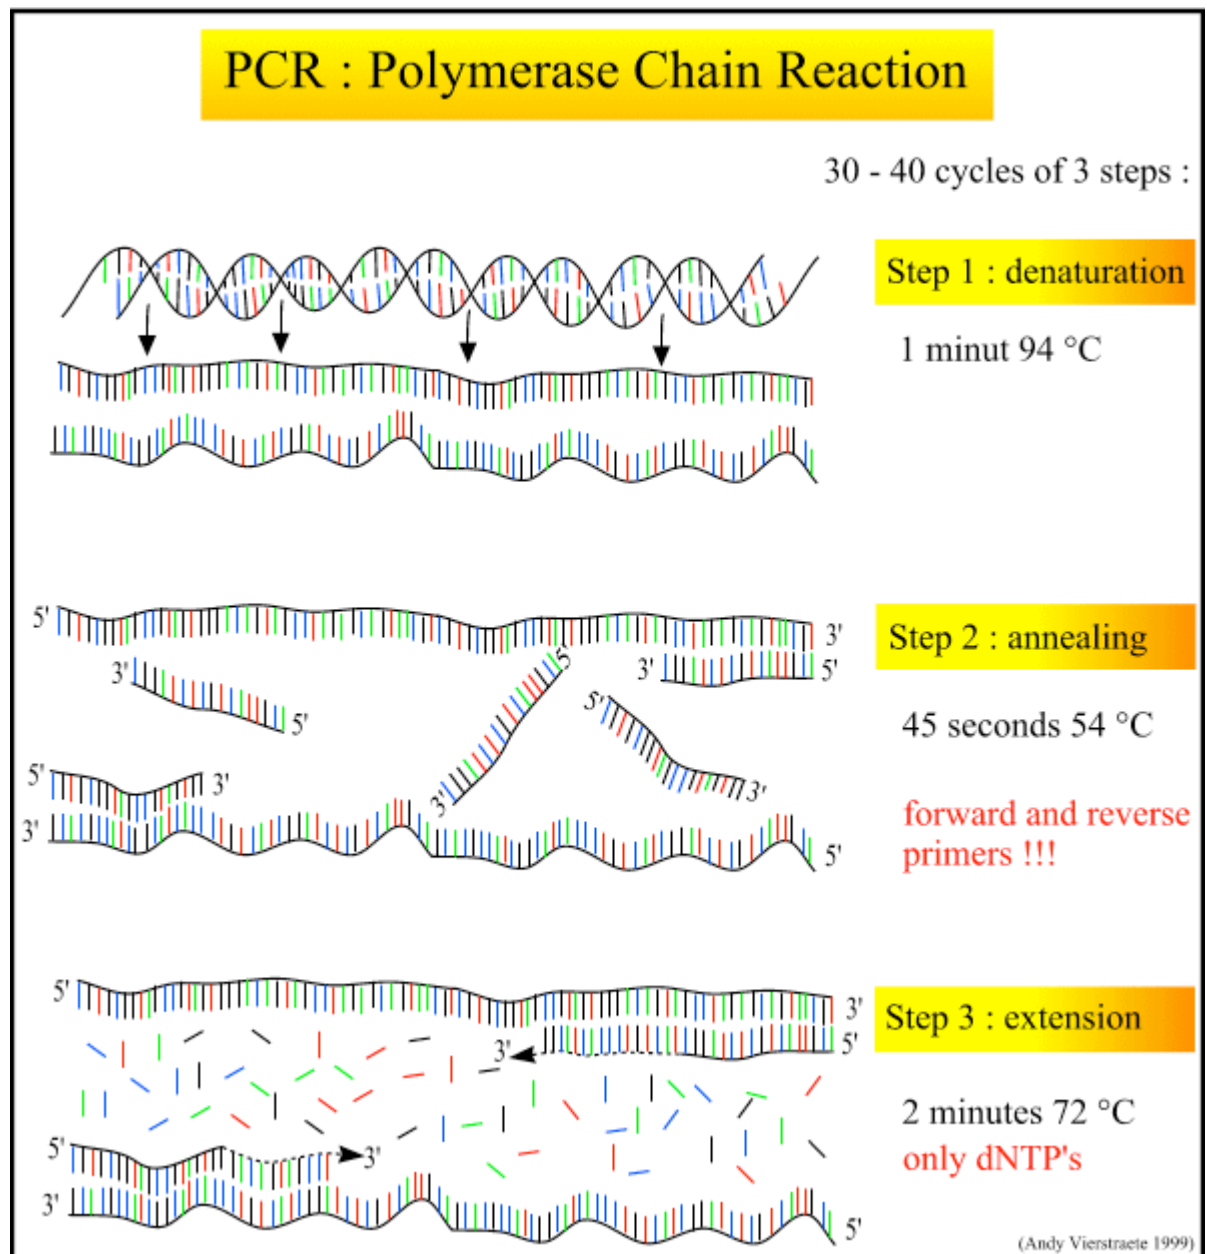 PCR : Polymerase Chain Reaction
30 - 40 cycles of 3 steps :
Step 1 : denaturation
1 minut 94 °C
5'
3'
Step 2 : annealing
3'
5'
5'
5'
5'
45 seconds 54 °C
5'
3'
3'
3'
3'
5'
forward and reverse
primers !!!
5'
3'
Step 3 : extension
3'
5'
2 minutes 72 °C
5'
3'
only dNTP's
3'
5'
(Andy Vierstraete 1999)